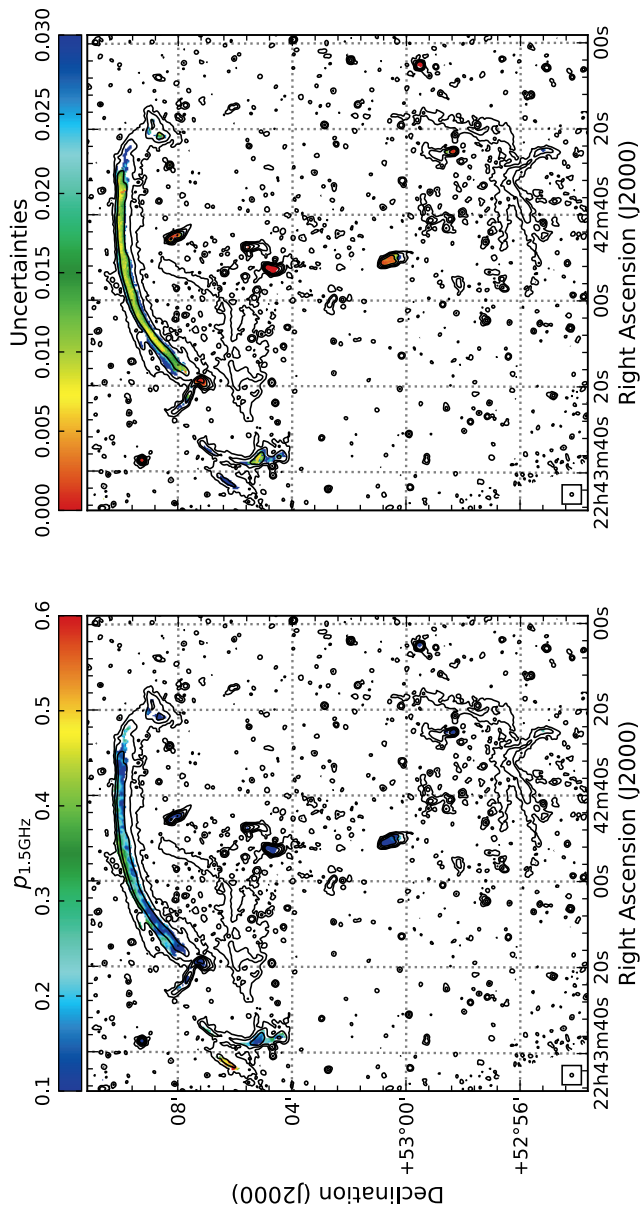 p1.5GHz
0.1 0.2 0.3 0.4 0.5 0.6
Declination (J2000)
08'
04'
+53°00'
+52°56'
22h43m40s 20s 00s 42m40s 20s 00s
Right Ascension (J2000)
Uncertainties
0.000 0.005 0.010 0.015 0.020 0.025 0.030
22h43m40s 20s 00s 42m40s 20s 00s
Right Ascension (J2000)